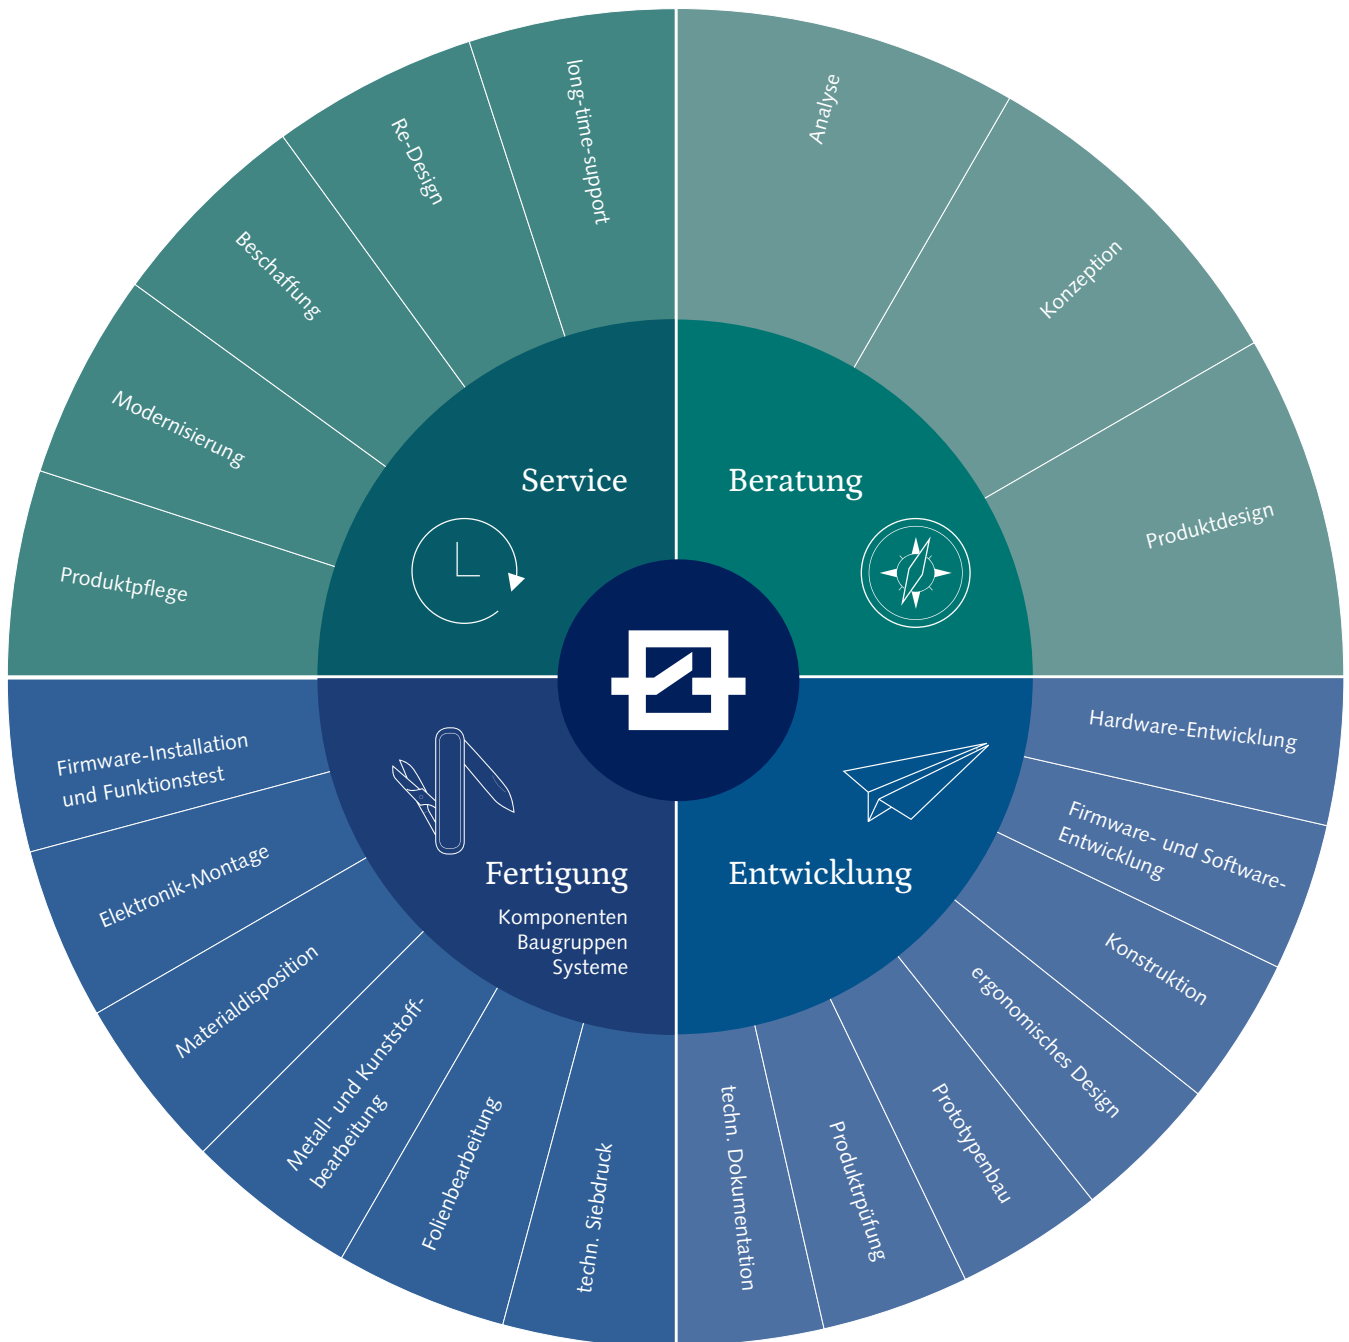 Service
long-time-support
Re-Design
Beschaffung
Modernisierung
Produktpflege
Beratung
Analyse
Konzeption
Produktdesign
Entwicklung
Hardware-Entwicklung
Firmware- und Software-
Entwicklung
Konstruktion
ergonomisches Design
Prototypenbau
Produktrpüfung
techn. Dokumentation
Fertigung
Komponenten
Baugruppen
Systeme
techn. Siebdruck
Folienbearbeitung
Metall- und Kunststoff-
bearbeitung
Materialdisposition
Elektronik-Montage
Firmware-Installation
und Funktionstest